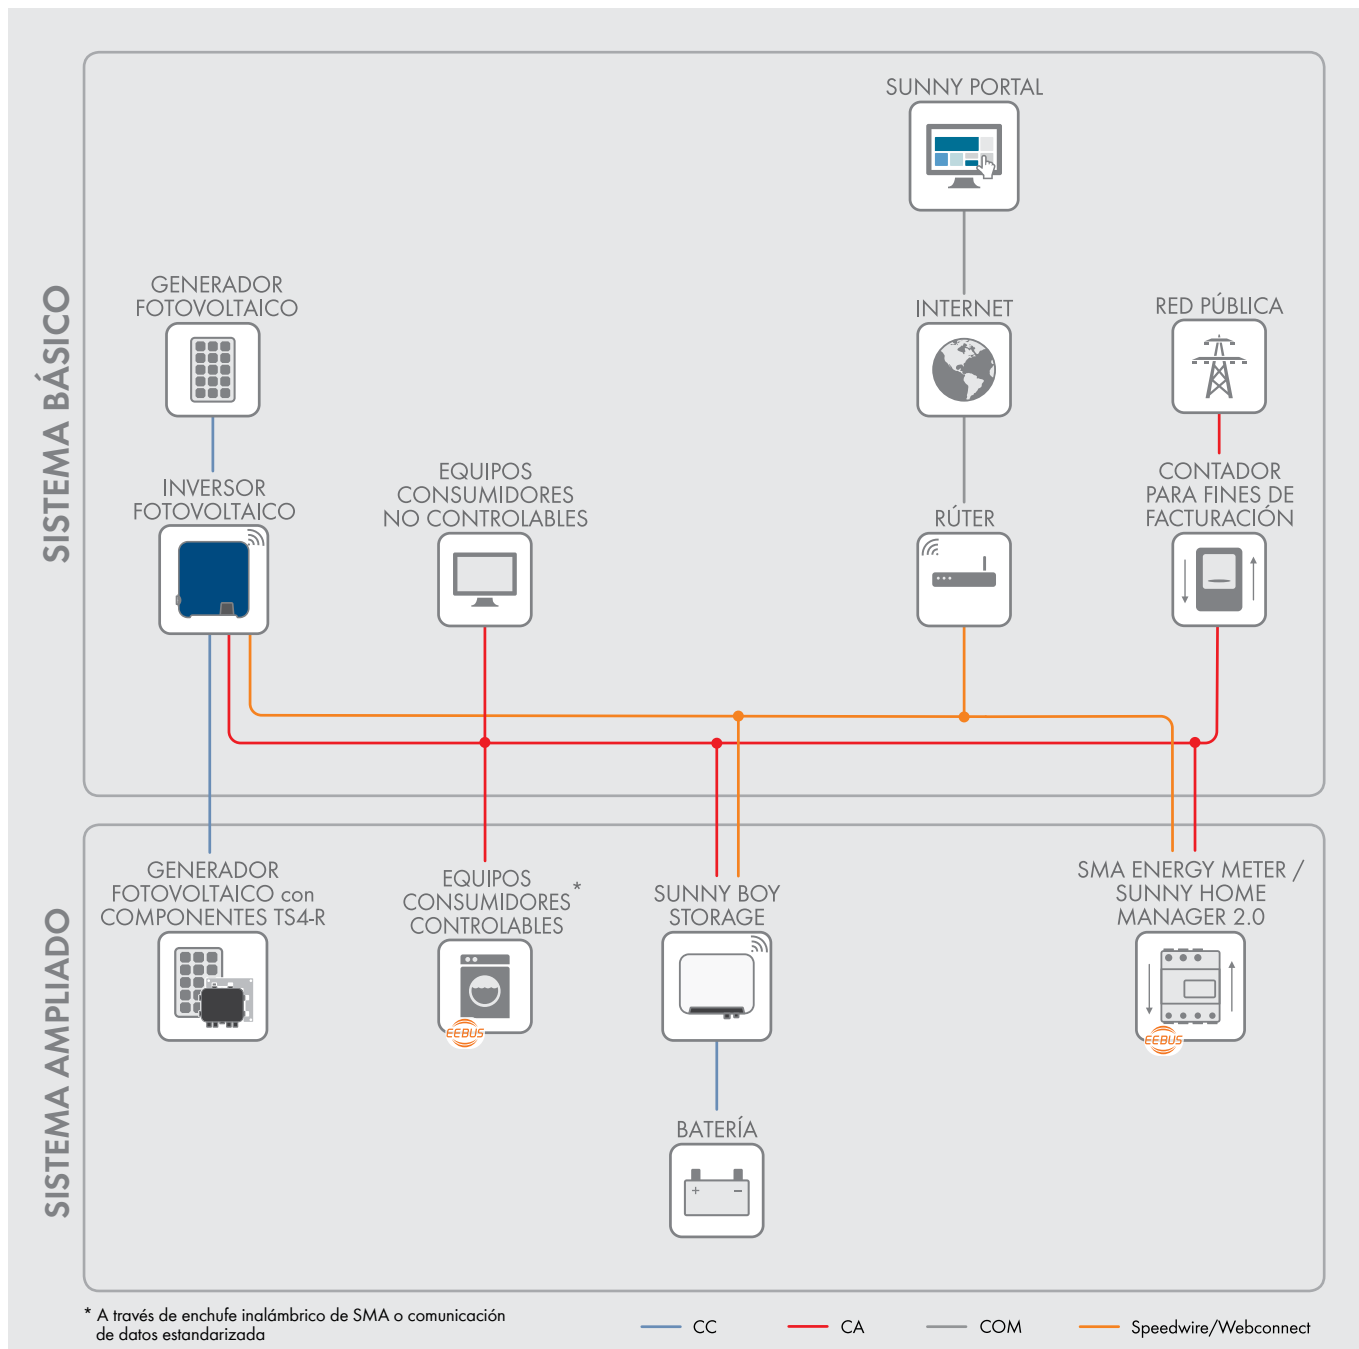 SISTEMA BÁSICO
SUNNY PORTAL
GENERADOR
FOTOVOLTAICO
INTERNET
RED PÚBLICA
INVERSOR
FOTOVOLTAICO
EQUIPOS
CONSUMIDORES
NO CONTROLABLES
RÚTER
CONTADOR
PARA FINES DE
FACTURACIÓN
SISTEMA AMPLIADO
GENERADOR
FOTOVOLTAICO con
COMPONENTES TS4-R
EQUIPOS
CONSUMIDORES*
CONTROLABLES
EEBUS
SUNNY BOY
STORAGE
SMA ENERGY METER /
SUNNY HOME
MANAGER 2.0
EEBUS
BATERÍA
+ −
* A través de enchufe inalámbrico de SMA o comunicación
de datos estandarizada
CC
CA
COM
Speedwire/Webconnect